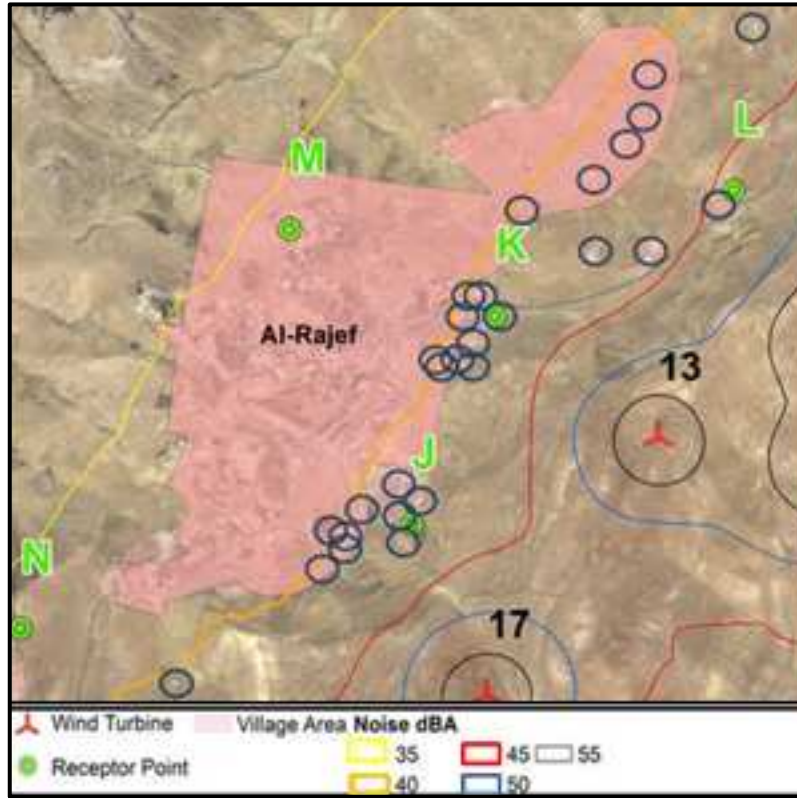 L
M
K
Al-Rajef
13
J
N
17
Wind Turbine Village Area Noise dBA
35 45 55
Receptor Point
40 50